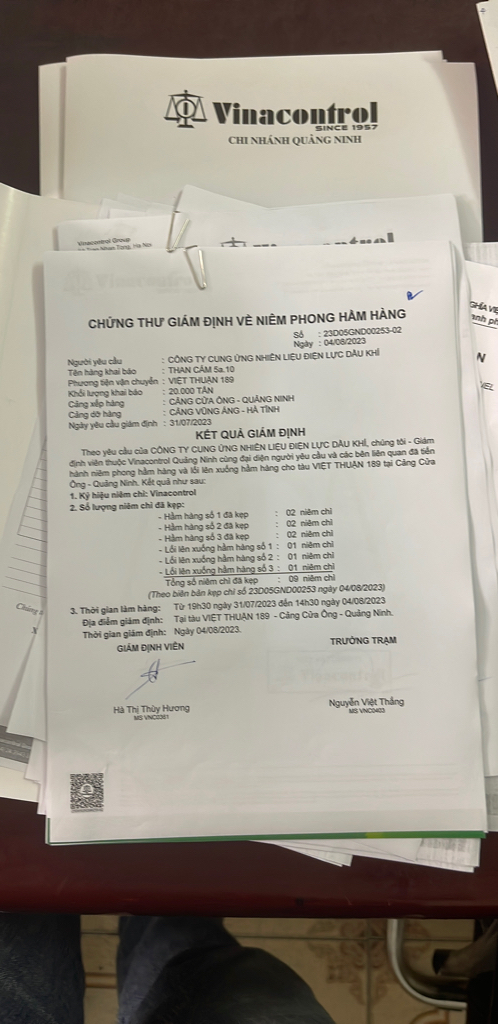 Vinacontrol
SINCE 1957
CHI NHÁNH QUẢNG NINH
Vinacontrol Group
CHỨNG THƯ GIÁM ĐỊNH VỀ NIÊM PHONG HẦM HÀNG
Số : 23D05GND00253-02
Ngày : 04/08/2023
Người yêu cầu : CÔNG TY CUNG ỨNG NHIÊN LIỆU ĐIỆN LỰC DẦU KHÍ
Tên hàng khai báo : THAN CÁM 5a.10
Phương tiện vận chuyển : VIỆT THUẬN 189
Khối lượng khai báo : 20.000 TẤN
Cảng xếp hàng : CẢNG CỬA ÔNG - QUẢNG NINH
Cảng dỡ hàng : CẢNG VŨNG ÁNG - HÀ TĨNH
Ngày yêu cầu giám định : 31/07/2023
KẾT QUẢ GIÁM ĐỊNH
Theo yêu cầu của CÔNG TY CUNG ỨNG NHIÊN LIỆU ĐIỆN LỰC DẦU KHÍ, chúng tôi - Giám
định viên thuộc Vinacontrol Quảng Ninh cùng đại diện người yêu cầu và các bên liên quan đã tiến
hành niêm phong hầm hàng và lối lên xuống hầm hàng cho tàu VIỆT THUẬN 189 tại Cảng Cửa
Ông - Quảng Ninh. Kết quả như sau:
1. Ký hiệu niêm chì: Vinacontrol
2. Số lượng niêm chì đã kẹp:
- Hầm hàng số 1 đã kẹp : 02 niêm chì
- Hầm hàng số 2 đã kẹp : 02 niêm chì
- Hầm hàng số 3 đã kẹp : 02 niêm chì
- Lối lên xuống hầm hàng số 1 : 01 niêm chì
- Lối lên xuống hầm hàng số 2 : 01 niêm chì
- Lối lên xuống hầm hàng số 3 : 01 niêm chì
Tổng số niêm chì đã kẹp : 09 niêm chì
(Theo biên bản kẹp chì số 23D05GND00253 ngày 04/08/2023)
3. Thời gian làm hàng: Từ 19h30 ngày 31/07/2023 đến 14h30 ngày 04/08/2023
Địa điểm giám định: Tại tàu VIỆT THUẬN 189 - Cảng Cửa Ông - Quảng Ninh.
Thời gian giám định: Ngày 04/08/2023.
GIÁM ĐỊNH VIÊN TRƯỞNG TRẠM
Hà Thị Thùy Hương Nguyễn Việt Thắng
MS VNC0361 MS VNC0403